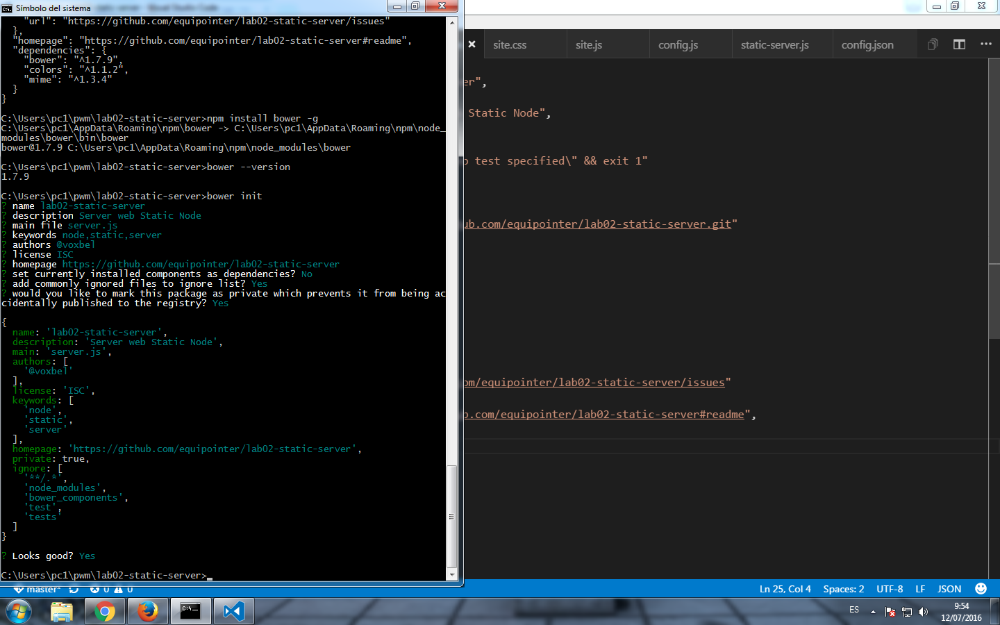 Símbolo del sistema
    "url": "https://github.com/equipointer/lab02-static-server/issues"
  },
  "homepage": "https://github.com/equipointer/lab02-static-server#readme",
  "dependencies": {
    "bower": "^1.7.9",
    "colors": "^1.1.2",
    "mime": "^1.3.4"
  }
}
C:\Users\pc1\pwm\lab02-static-server>npm install bower -g
C:\Users\pc1\AppData\Roaming\npm\bower -> C:\Users\pc1\AppData\Roaming\npm\node_
modules\bower\bin\bower
bower@1.7.9 C:\Users\pc1\AppData\Roaming\npm\node_modules\bower
C:\Users\pc1\pwm\lab02-static-server>bower --version
1.7.9
C:\Users\pc1\pwm\lab02-static-server>bower init
? name lab02-static-server
? description Server web Static Node
? main file server.js
? keywords node,static,server
? authors @voxbel
? license ISC
? homepage https://github.com/equipointer/lab02-static-server
? set currently installed components as dependencies? No
? add commonly ignored files to ignore list? Yes
? would you like to mark this package as private which prevents it from being ac
cidentally published to the registry? Yes
{
  name: 'lab02-static-server',
  description: 'Server web Static Node',
  main: 'server.js',
  authors: [
    '@voxbel'
  ],
  license: 'ISC',
  keywords: [
    'node',
    'static',
    'server'
  ],
  homepage: 'https://github.com/equipointer/lab02-static-server',
  private: true,
  ignore: [
    '**/.*',
    'node_modules',
    'bower_components',
    'test',
    'tests'
  ]
}
? Looks good? Yes
C:\Users\pc1\pwm\lab02-static-server>
site.css site.js config.js static-server.js config.json
er",
Static Node",
test specified\" && exit 1"
ub.com/equipointer/lab02-static-server.git"
om/equipointer/lab02-static-server/issues"
b.com/equipointer/lab02-static-server#readme",
master* 0 0 Ln 25, Col 4 Spaces: 2 UTF-8 LF JSON
ES 9:54
12/07/2016